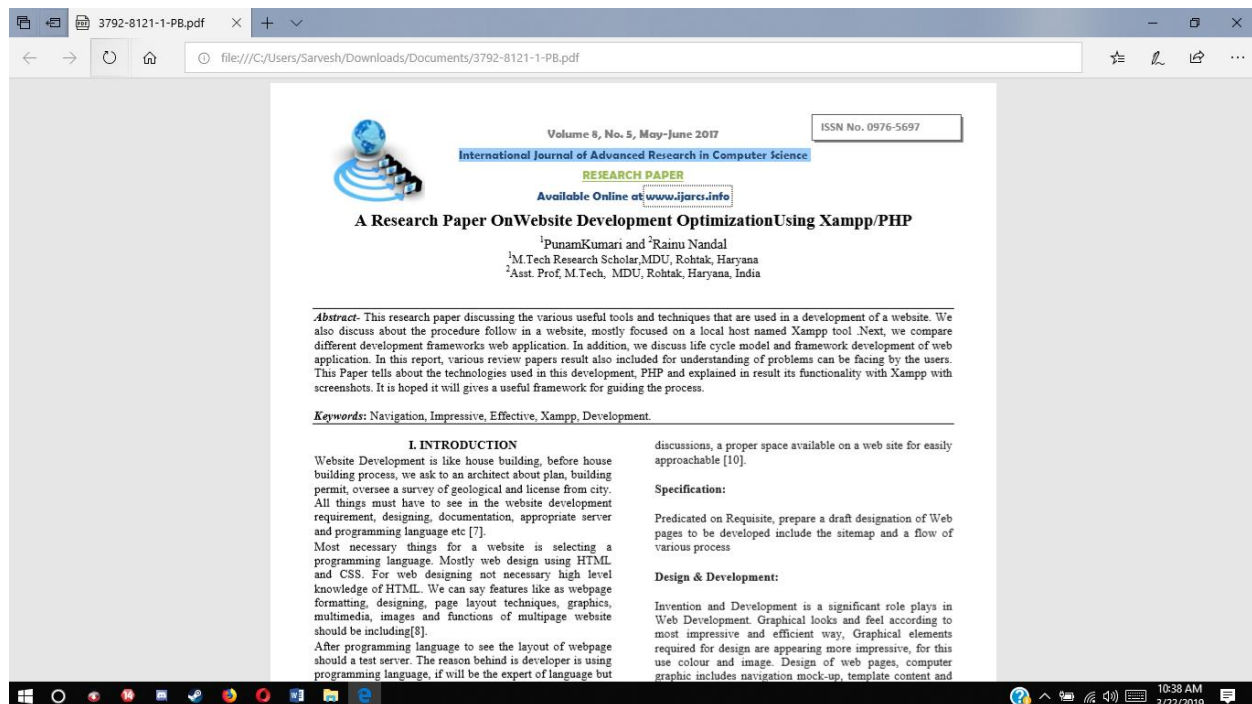 3792-8121-1-PB.pdf
file:///C:/Users/Sarvesh/Downloads/Documents/3792-8121-1-PB.pdf
Volume 8, No. 5, May-June 2017
ISSN No. 0976-5697
International Journal of Advanced Research in Computer Science
RESEARCH PAPER
Available Online at www.ijarcs.info
A Research Paper OnWebsite Development OptimizationUsing Xampp/PHP
1PunamKumari and 2Rainu Nandal
1M.Tech Research Scholar,MDU, Rohtak, Haryana
2Asst. Prof, M.Tech, MDU, Rohtak, Haryana, India
Abstract- This research paper discussing the various useful tools and techniques that are used in a development of a website. We
also discuss about the procedure follow in a website, mostly focused on a local host named Xampp tool .Next, we compare
different development frameworks web application. In addition, we discuss life cycle model and framework development of web
application. In this report, various review papers result also included for understanding of problems can be facing by the users.
This Paper tells about the technologies used in this development, PHP and explained in result its functionality with Xampp with
screenshots. It is hoped it will gives a useful framework for guiding the process.
Keywords: Navigation, Impressive, Effective, Xampp, Development.
I. INTRODUCTION
Website Development is like house building, before house
building process, we ask to an architect about plan, building
permit, oversee a survey of geological and license from city.
All things must have to see in the website development
requirement, designing, documentation, appropriate server
and programming language etc [7].
Most necessary things for a website is selecting a
programming language. Mostly web design using HTML
and CSS. For web designing not necessary high level
knowledge of HTML. We can say features like as webpage
formatting, designing, page layout techniques, graphics,
multimedia, images and functions of multipage website
should be including[8].
After programming language to see the layout of webpage
should a test server. The reason behind is developer is using
programming language, if will be the expert of language but
discussions, a proper space available on a web site for easily
approachable [10].
Specification:
Predicated on Requisite, prepare a draft designation of Web
pages to be developed include the sitemap and a flow of
various process
Design & Development:
Invention and Development is a significant role plays in
Web Development. Graphical looks and feel according to
most impressive and efficient way, Graphical elements
required for design are appearing more impressive, for this
use colour and image. Design of web pages, computer
graphic includes navigation mock-up, template content and
10:38 AM
3/22/2019